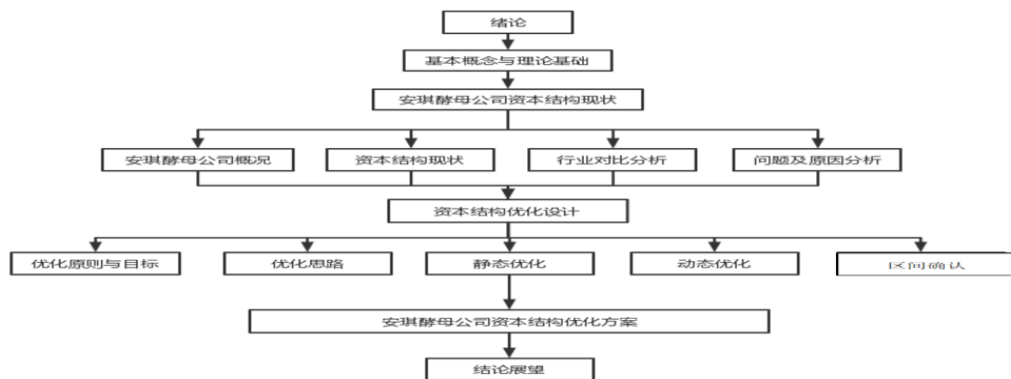 绪论
基本概念与理论基础
安琪酵母公司资本结构现状
安琪酵母公司概况
资本结构现状
行业对比分析
问题及原因分析
资本结构优化设计
优化原则与目标
优化思路
静态优化
动态优化
区间确认
安琪酵母公司资本结构优化方案
结论展望